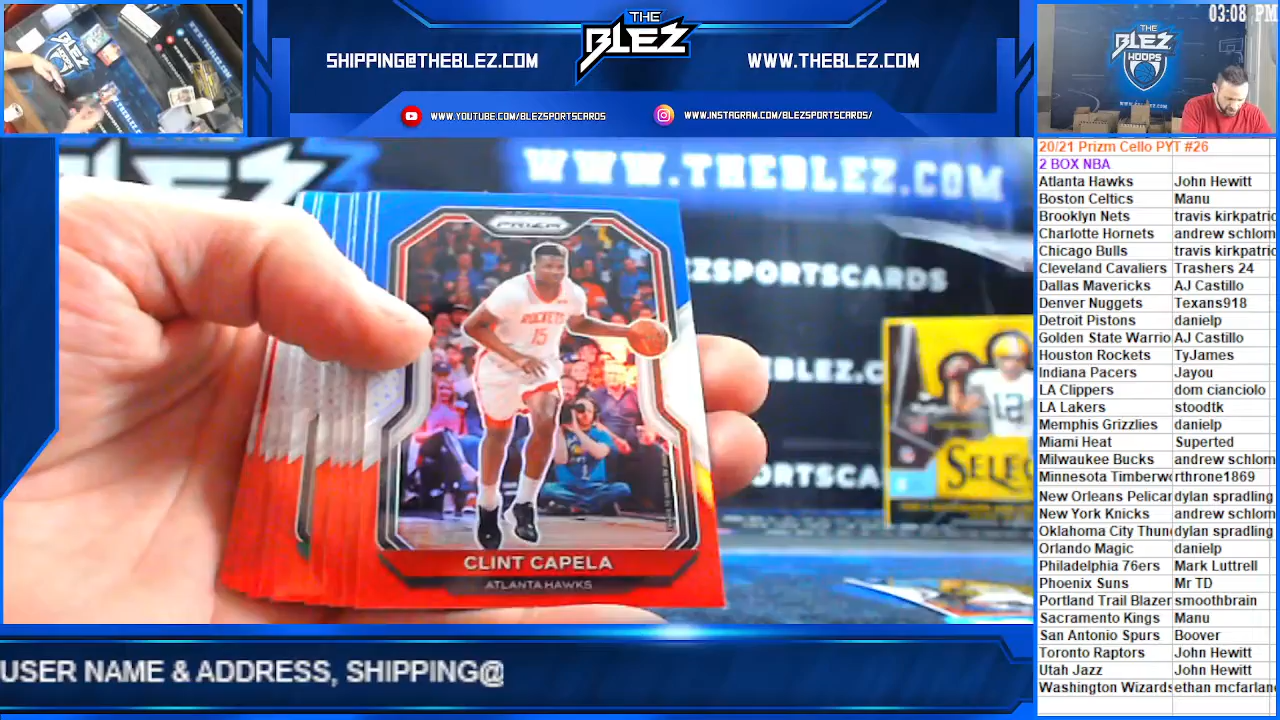 THE
BLEZ
SHIPPING@THEBLEZ.COM
WWW.THEBLEZ.COM
WWW.YOUTUBE.COM/BLEZSPORTSCARDS
WWW.INSTAGRAM.COM/BLEZSPORTSCARDS/
03:08 PM
THE
BLEZ
HOOPS
WWW.THEBLEZ.COM
EZSPORTSCARDS
BLEZ.C
ORTSCA
PRIZM
ROCKETS
15
CLINT CAPELA
ATLANTA HAWKS
12
SELEC
20/21 Prizm Cello PYT #26
2 BOX NBA
Atlanta Hawks John Hewitt
Boston Celtics Manu
Brooklyn Nets travis kirkpatric
Charlotte Hornets andrew schlom
Chicago Bulls travis kirkpatric
Cleveland Cavaliers Trashers 24
Dallas Mavericks AJ Castillo
Denver Nuggets Texans918
Detroit Pistons danielp
Golden State Warrio AJ Castillo
Houston Rockets TyJames
Indiana Pacers Jayou
LA Clippers dom cianciolo
LA Lakers stoodtk
Memphis Grizzlies danielp
Miami Heat Superted
Milwaukee Bucks andrew schlom
Minnesota Timberwo rthrone1869
New Orleans Pelicar dylan spradling
New York Knicks andrew schlom
Oklahoma City Thun dylan spradling
Orlando Magic danielp
Philadelphia 76ers Mark Luttrell
Phoenix Suns Mr TD
Portland Trail Blazer smoothbrain
Sacramento Kings Manu
San Antonio Spurs Boover
Toronto Raptors John Hewitt
Utah Jazz John Hewitt
Washington Wizards ethan mcfarlan
USER NAME & ADDRESS, SHIPPING@